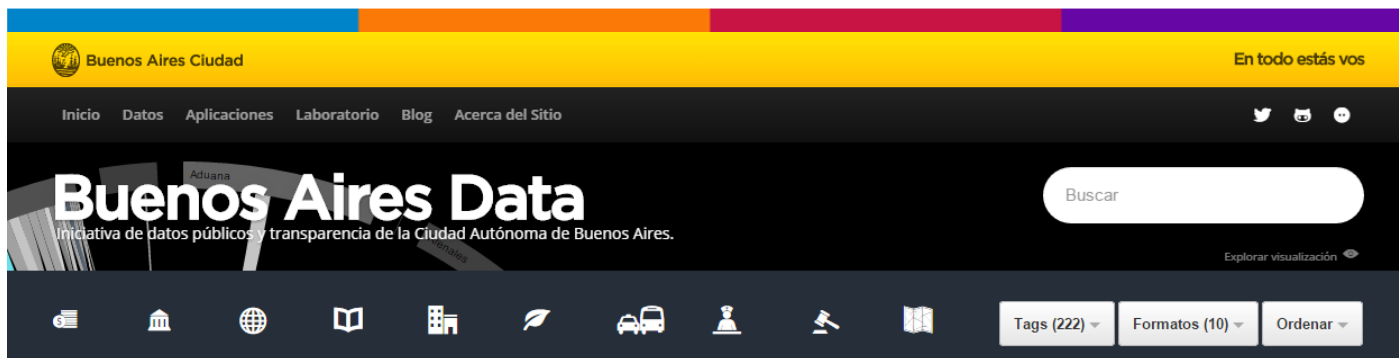 Buenos Aires Ciudad
En todo estás vos
Inicio Datos Aplicaciones Laboratorio Blog Acerca del Sitio
Aduana
Buenos Aires Data
Buscar
Iniciativa de datos públicos y transparencia de la Ciudad Autónoma de Buenos Aires.
Explorar visualización
Tags (222) Formatos (10) Ordenar